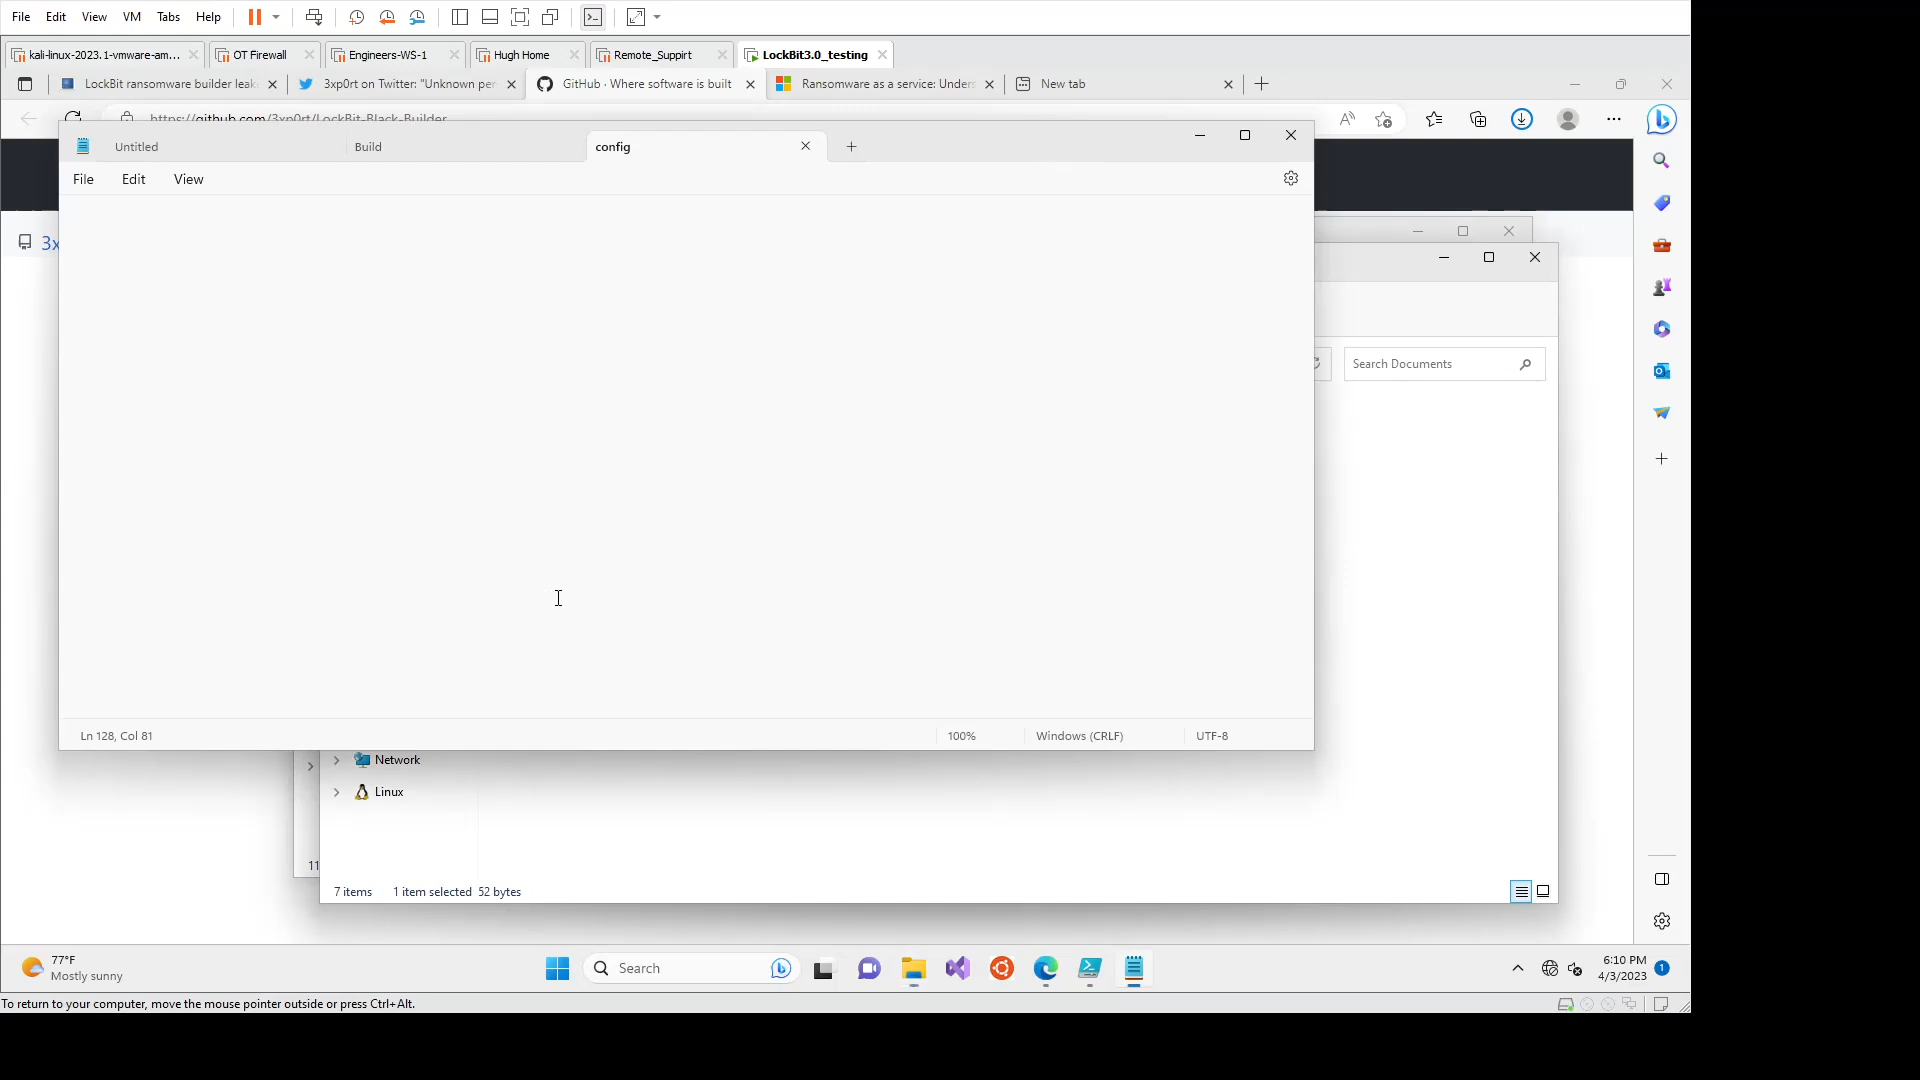 File Edit View VM Tabs Help
kali-linux-2023.1-vmware-am... OT Firewall Engineers-WS-1 Hugh Home Remote_Suppirt LockBit3.0_testing
LockBit ransomware builder leak 3xp0rt on Twitter: "Unknown per GitHub · Where software is built Ransomware as a service: Unders New tab
https://github.com/3xp0rt/LockBit-Black-Builder
Untitled Build config
File Edit View
3x
Search Documents
Ln 128, Col 81 100% Windows (CRLF) UTF-8
Network
Linux
11
7 items 1 item selected 52 bytes
77°F
Mostly sunny
Search
6:10 PM
4/3/2023
1
To return to your computer, move the mouse pointer outside or press Ctrl+Alt.